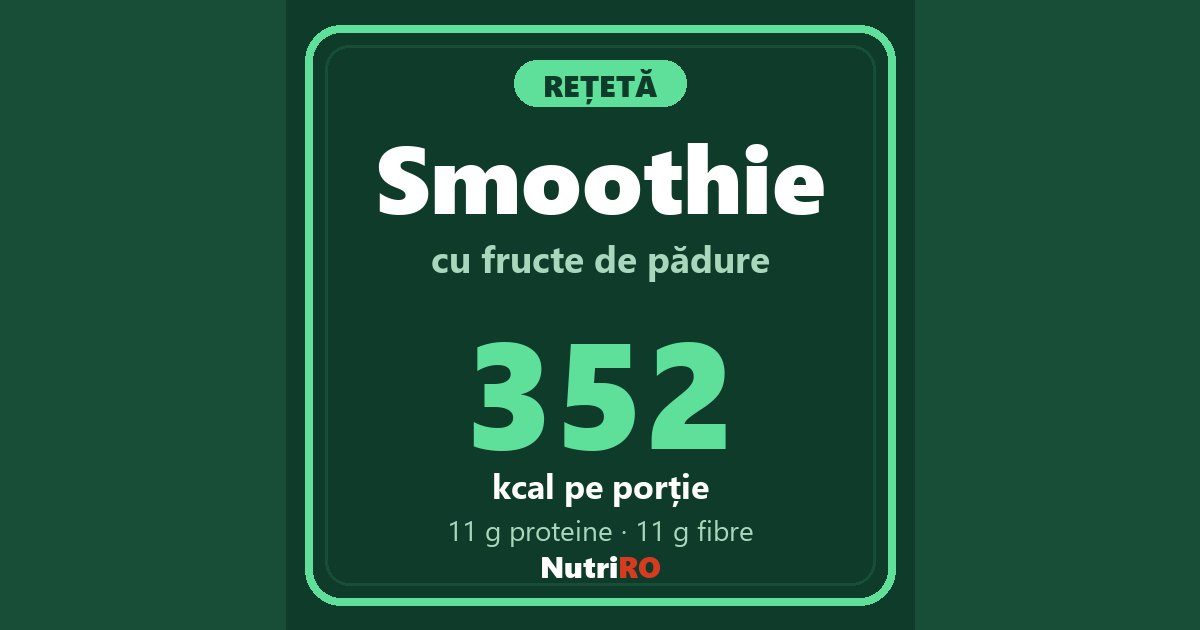 REȚETĂ
Smoothie
cu fructe de pădure
352
kcal pe porție
11 g proteine · 11 g fibre
NutriRO